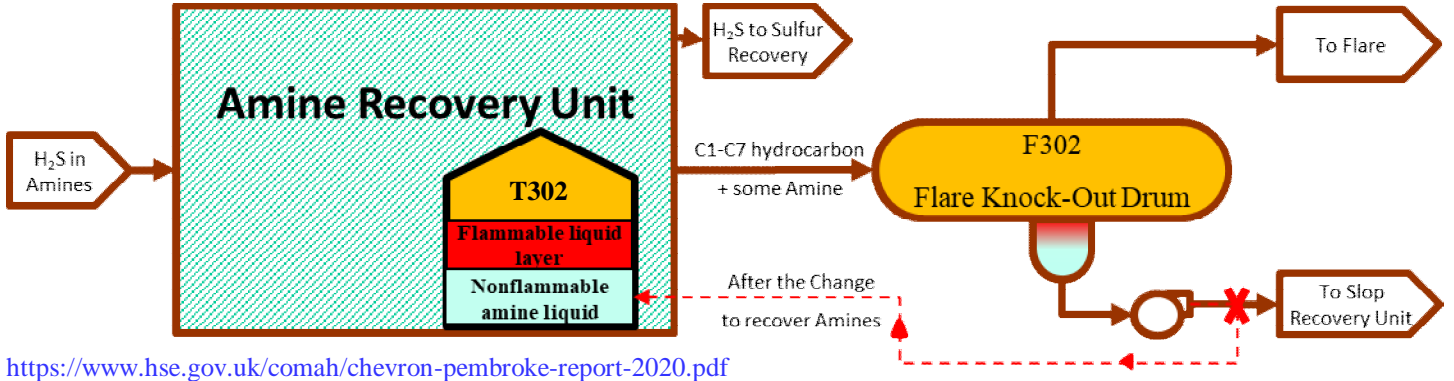 H₂S to Sulfur
Recovery
To Flare
Amine Recovery Unit
H₂S in
Amines
C1-C7 hydrocarbon
+ some Amine
F302
Flare Knock-Out Drum
T302
Flammable liquid
layer
Nonflammable
amine liquid
After the Change
to recover Amines
To Slop
Recovery Unit
https://www.hse.gov.uk/comah/chevron-pembroke-report-2020.pdf